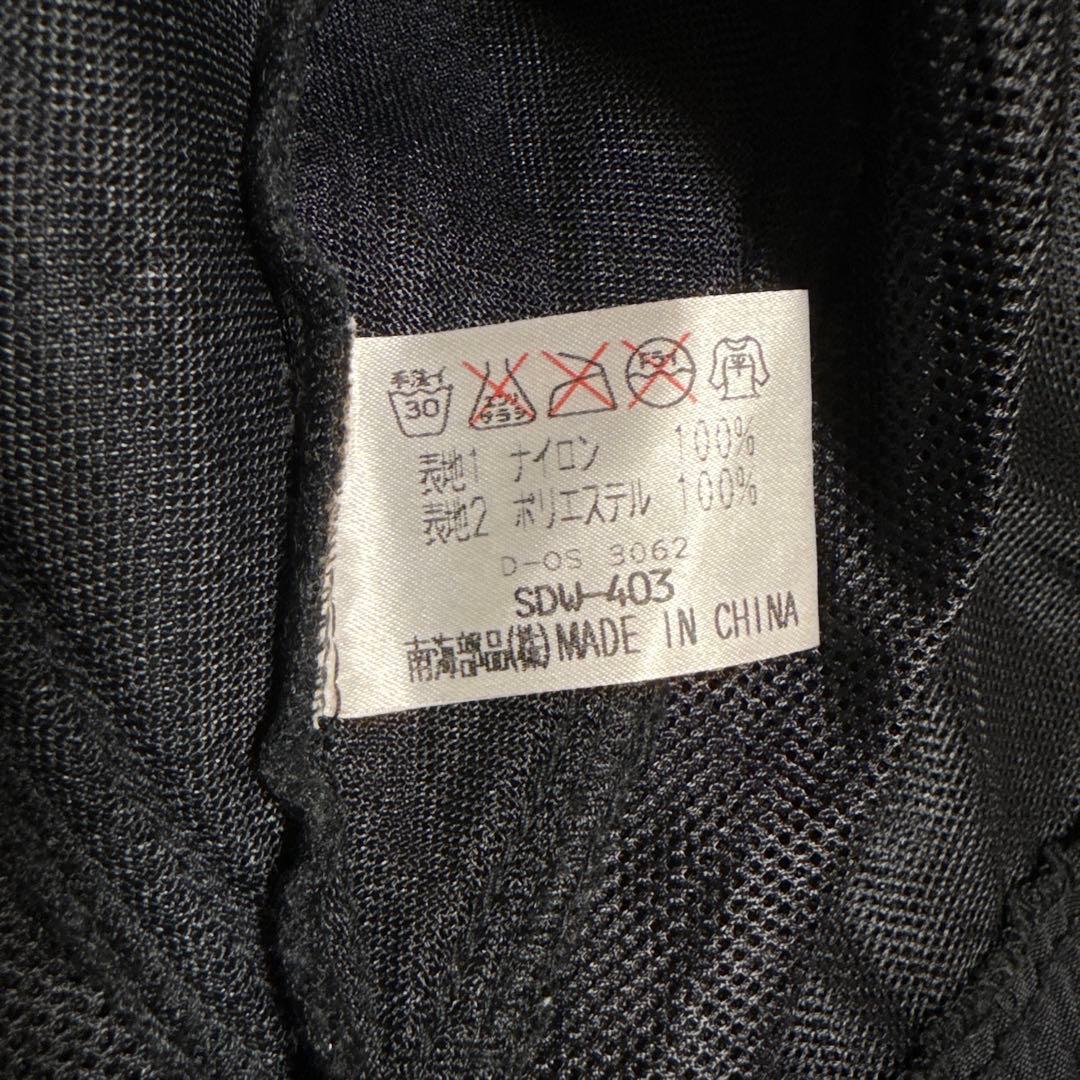 手洗イ 30 エンソ サラシ ドライ 平
表地1 ナイロン 100%
表地2 ポリエステル 100%
D-OS 3062
SDW-403
南海部品(株)MADE IN CHINA